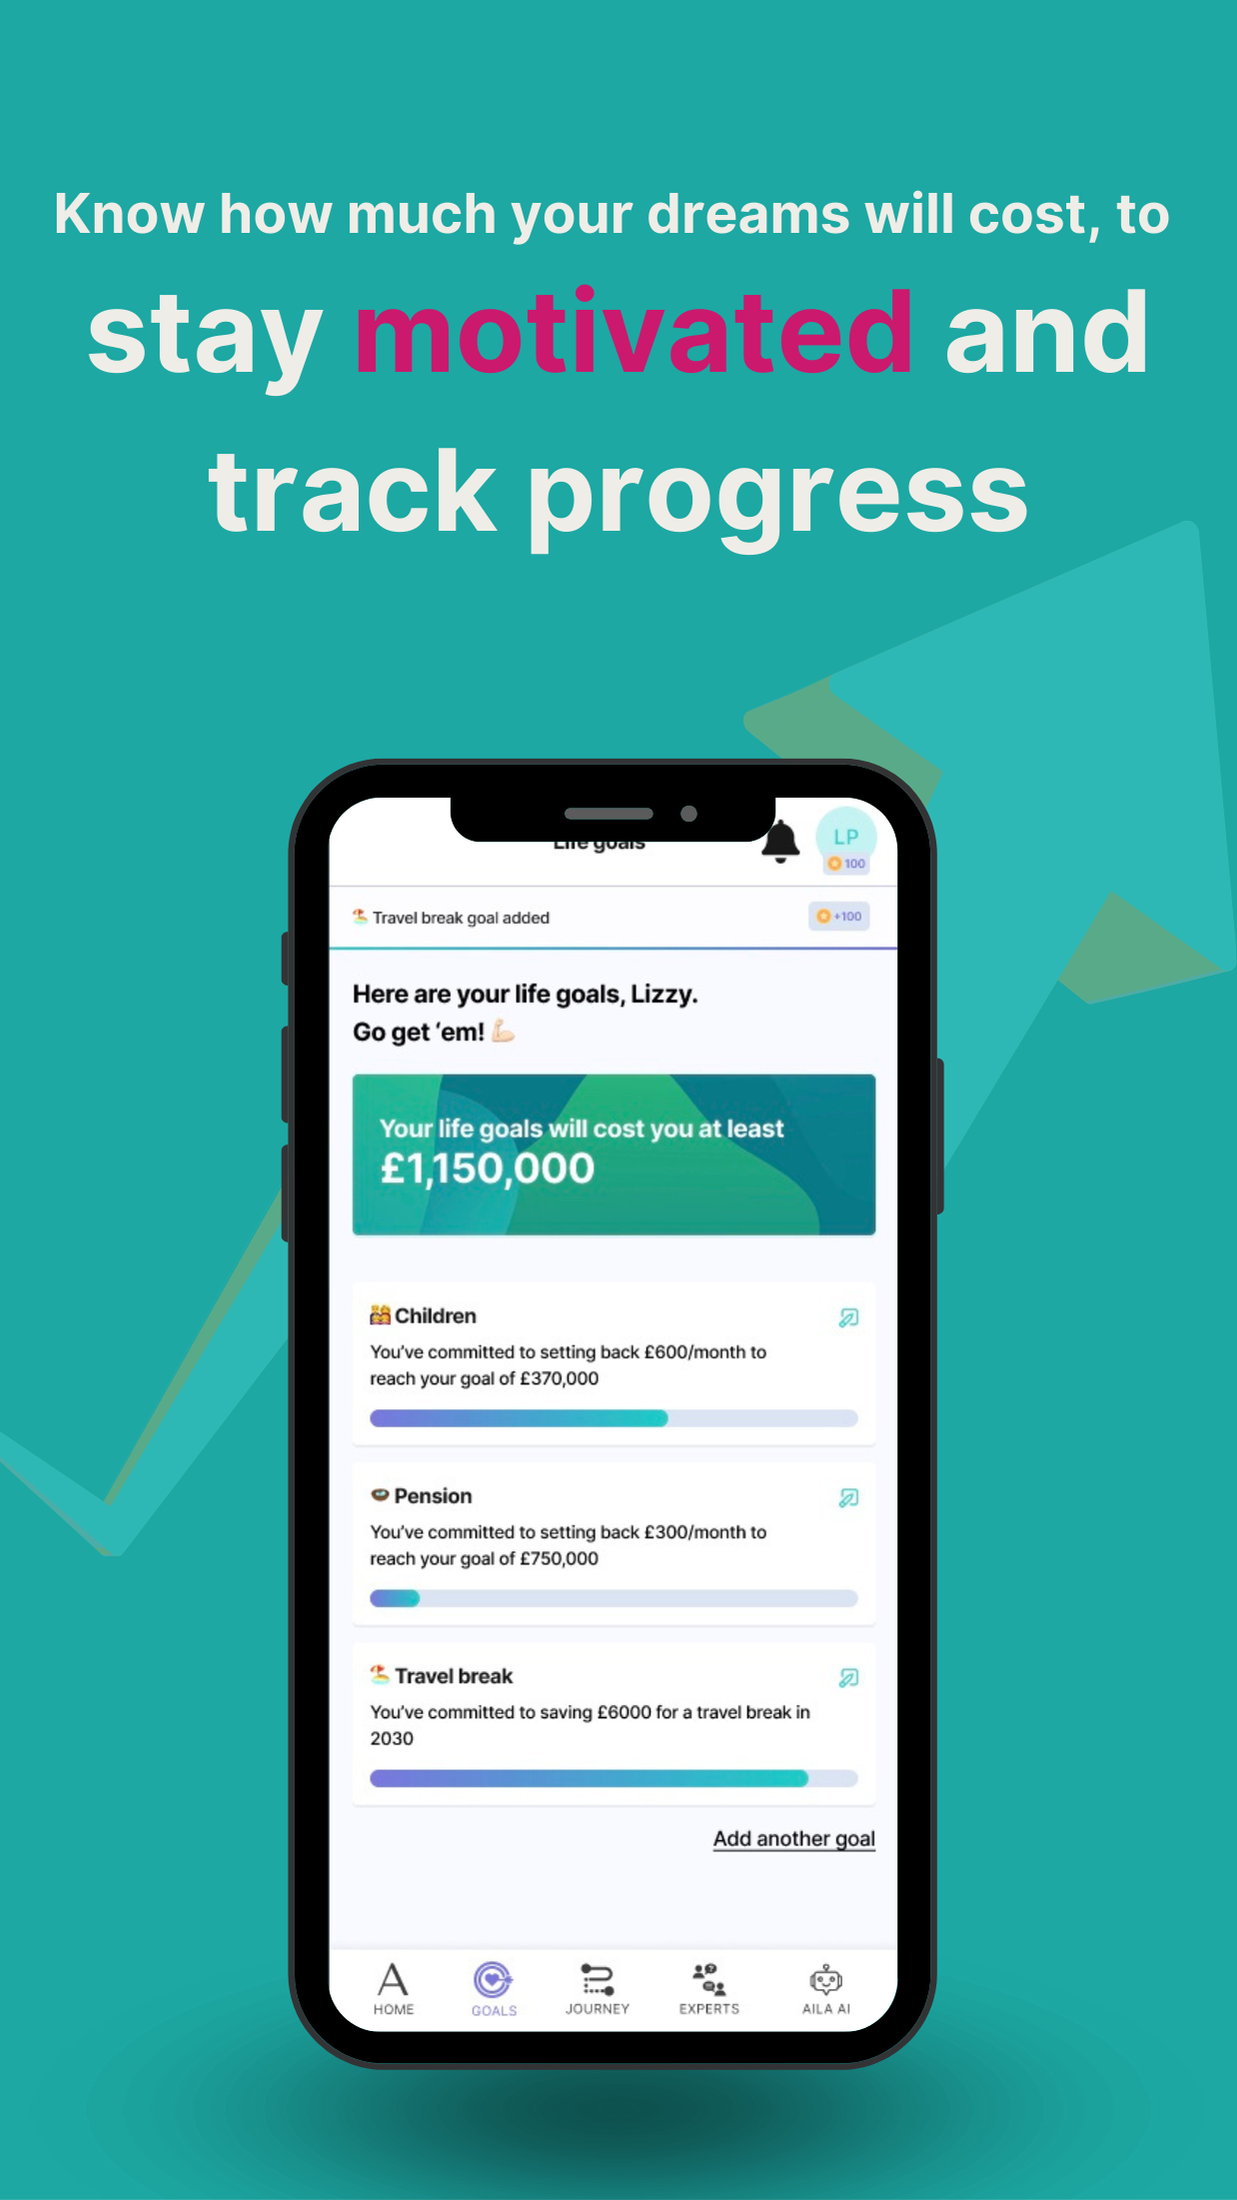 Know how much your dreams will cost, to
stay motivated and
track progress
Life goals
LP
100
Travel break goal added
+100
Here are your life goals, Lizzy.
Go get ‘em!
Your life goals will cost you at least
£1,150,000
Children
You’ve committed to setting back £600/month to
reach your goal of £370,000
Pension
You’ve committed to setting back £300/month to
reach your goal of £750,000
Travel break
You’ve committed to saving £6000 for a travel break in
2030
Add another goal
HOME
GOALS
JOURNEY
EXPERTS
AILA AI